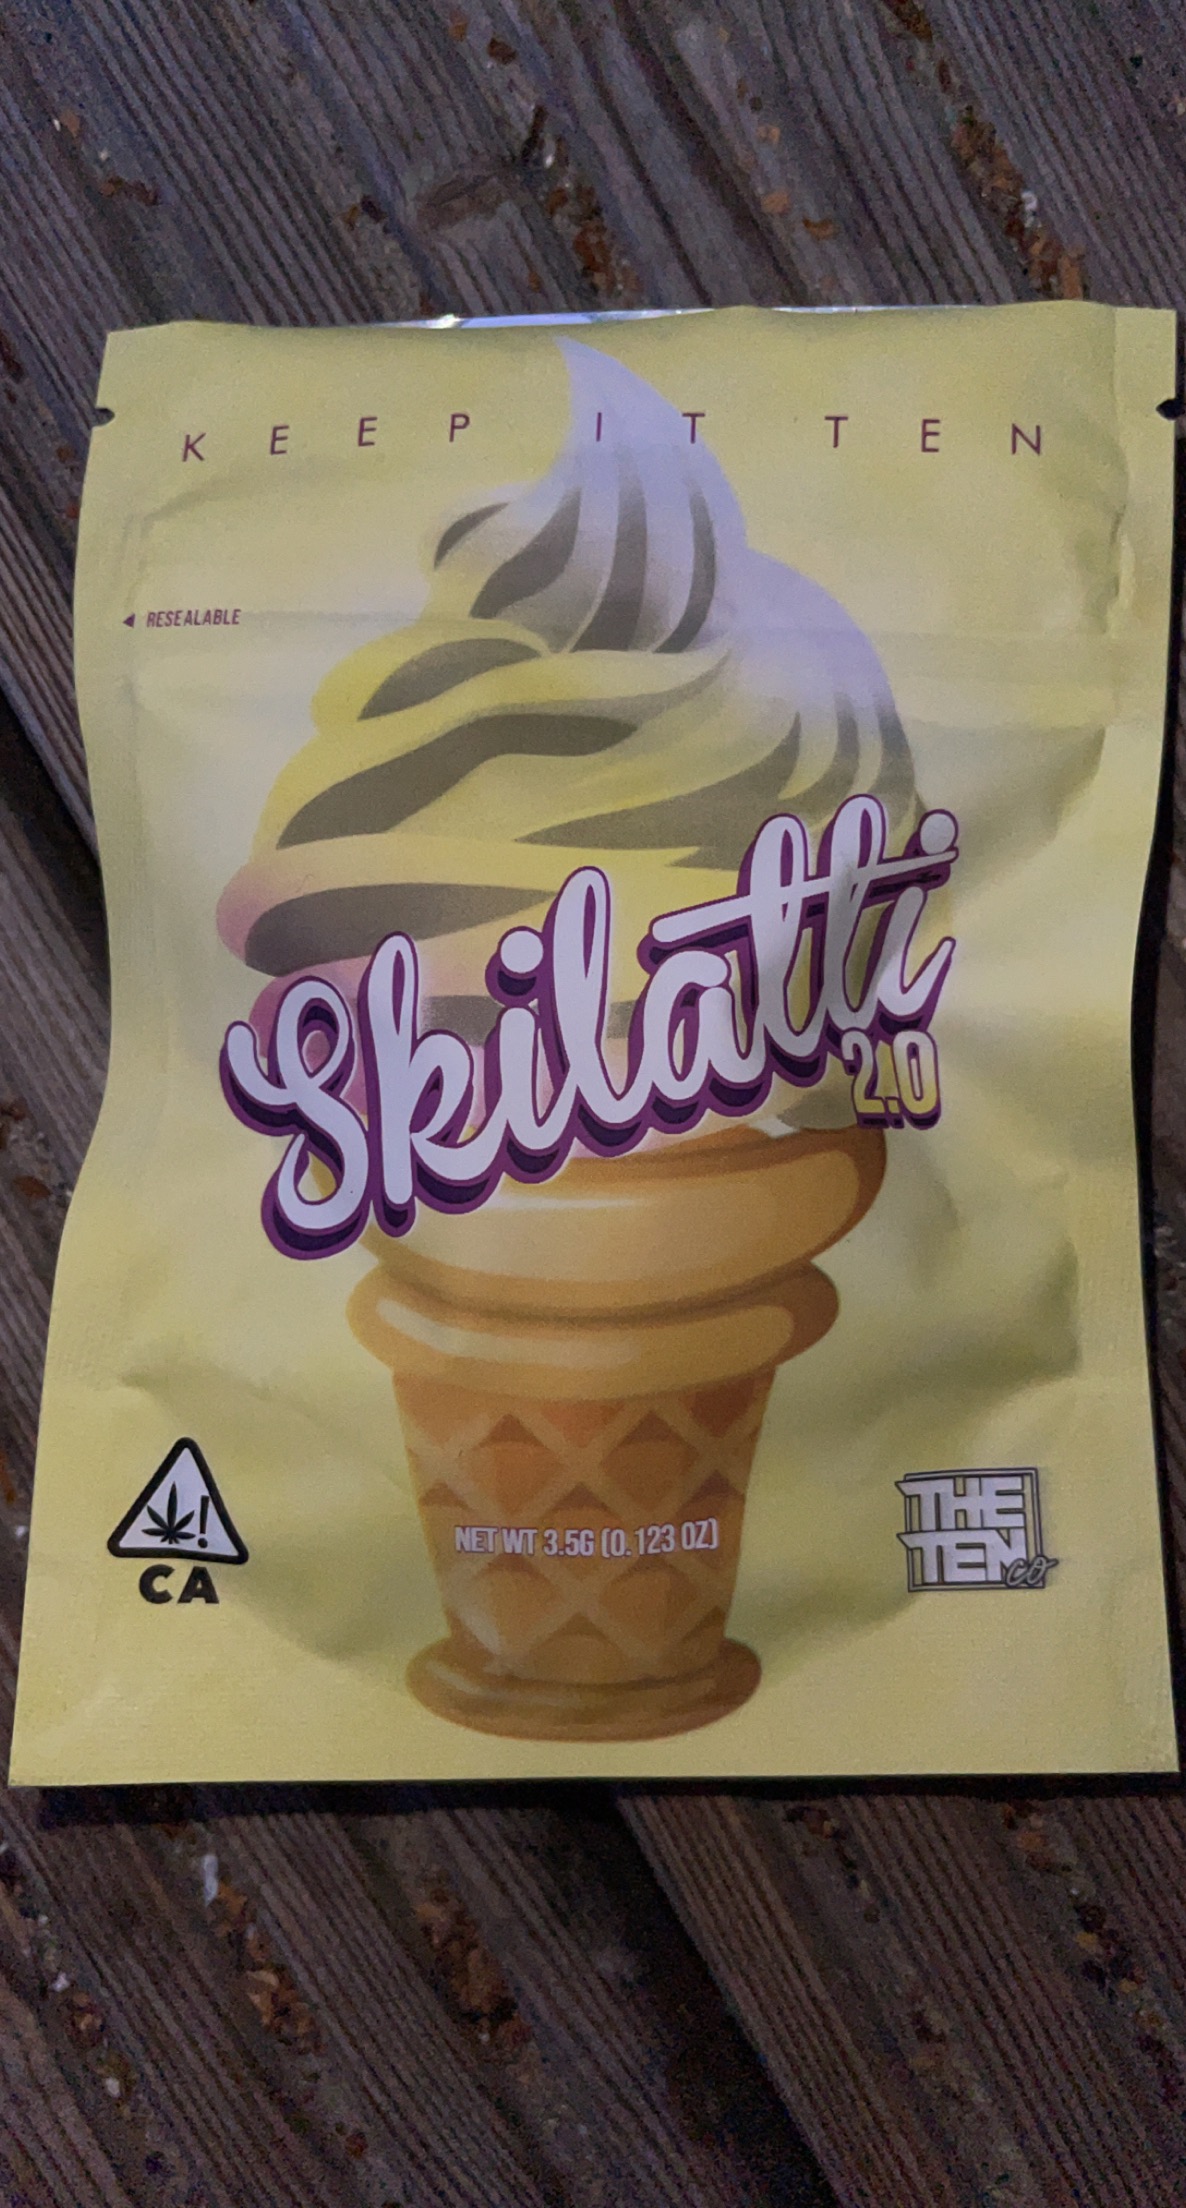 KEEP IT TEN
RESEALABLE
Skilatti
2.0
NET WT 3.5G (0.123 OZ)
CA
THE
TEN
CO